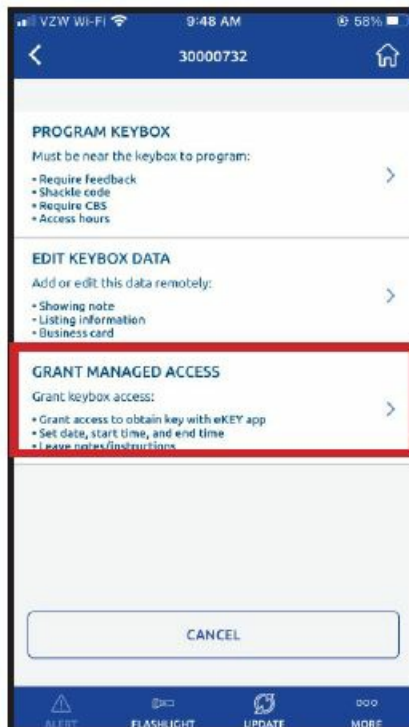 VZW Wi-Fi 9:48 AM 58%
30000732
PROGRAM KEYBOX
Must be near the keybox to program:
• Require feedback
• Shackle code
• Require CBS
• Access hours
EDIT KEYBOX DATA
Add or edit this data remotely:
• Showing note
• Listing information
• Business card
GRANT MANAGED ACCESS
Grant keybox access:
• Grant access to obtain key with eKEY app
• Set date, start time, and end time
• Leave notes/instructions
CANCEL
ALERT FLASHLIGHT UPDATE MORE